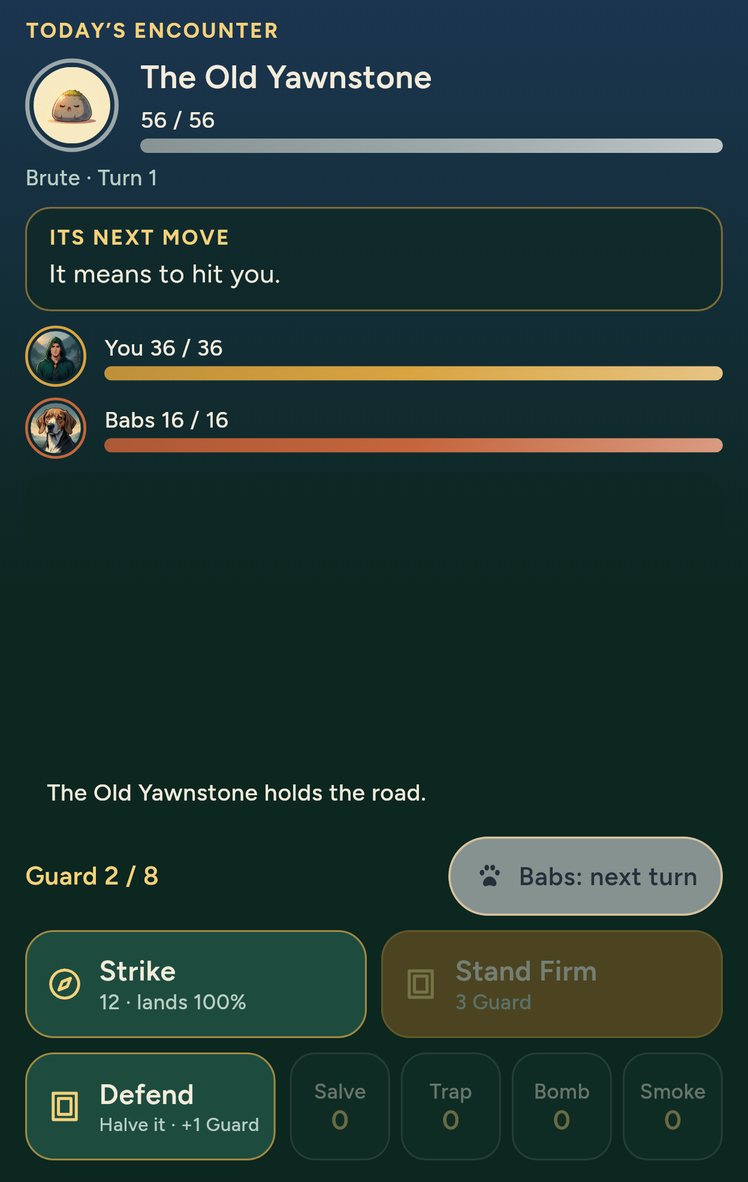 TODAY’S ENCOUNTER
The Old Yawnstone
56 / 56
Brute · Turn 1
ITS NEXT MOVE
It means to hit you.
You 36 / 36
Babs 16 / 16
The Old Yawnstone holds the road.
Guard 2 / 8
Babs: next turn
Strike
12 · lands 100%
Stand Firm
3 Guard
Defend
Halve it · +1 Guard
Salve
0
Trap
0
Bomb
0
Smoke
0